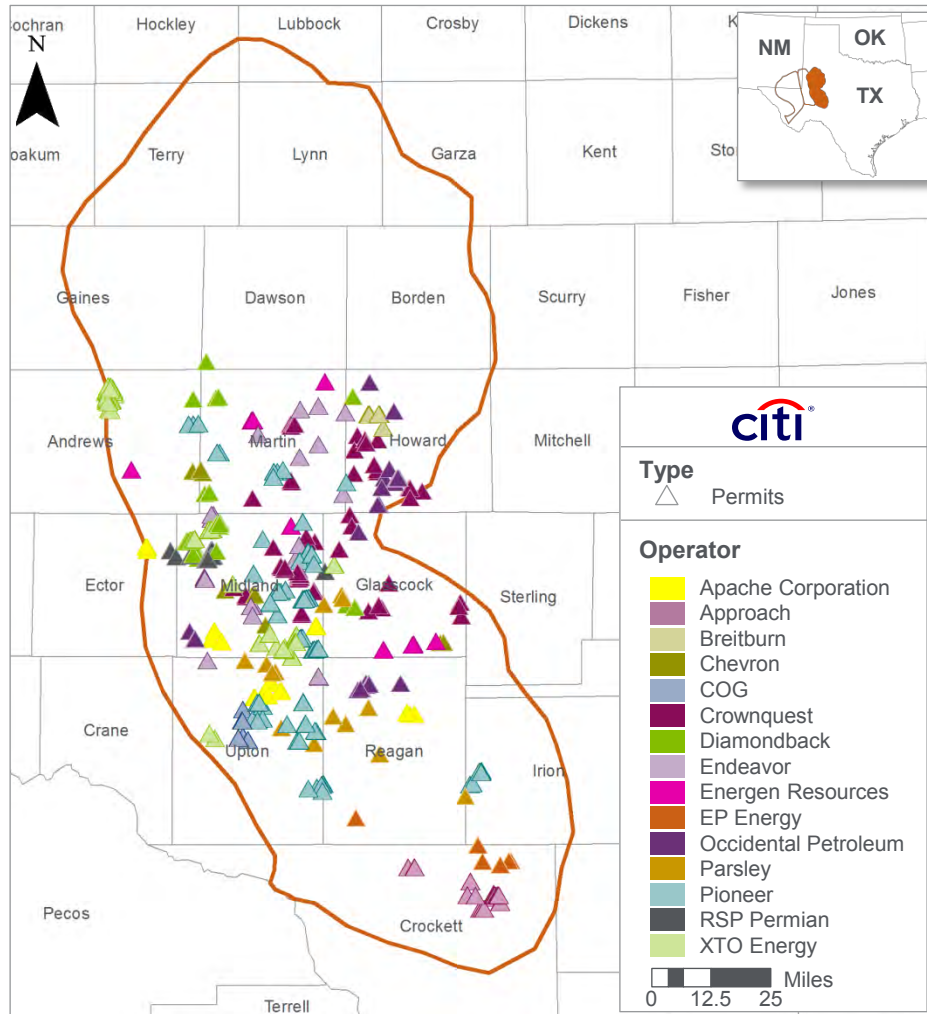 Cochran Hockley Lubbock Crosby Dickens K
N
NM OK
TX
oakum Terry Lynn Garza Kent Sto
Gaines Dawson Borden Scurry Fisher Jones
Andrews Martin Howard Mitchell
Ector Midland Glasscock Sterling
Crane Upton Reagan Irion
Pecos Crockett
Terrell
citi®
Type
Permits
Operator
Apache Corporation
Approach
Breitburn
Chevron
COG
Crownquest
Diamondback
Endeavor
Energen Resources
EP Energy
Occidental Petroleum
Parsley
Pioneer
RSP Permian
XTO Energy
Miles
0 12.5 25